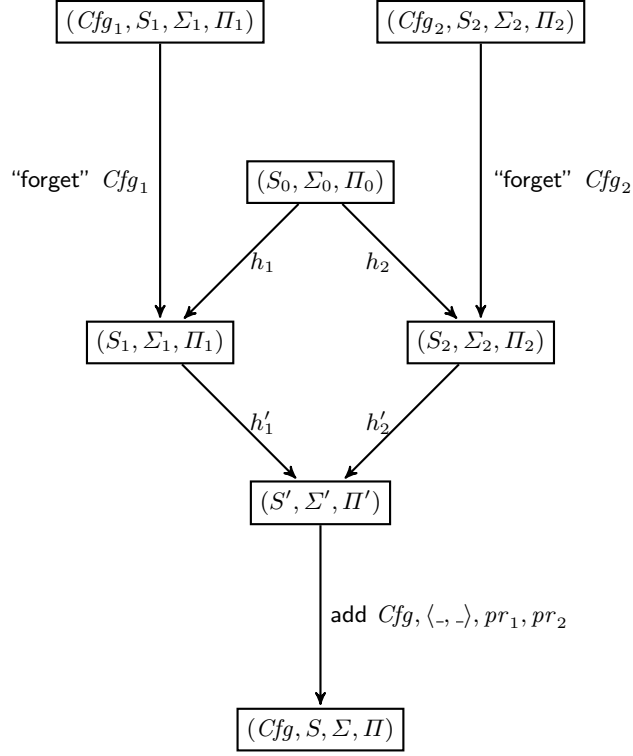 (Cfg₁, S₁, Σ₁, Π₁)
(Cfg₂, S₂, Σ₂, Π₂)
“forget” Cfg₁
“forget” Cfg₂
(S₀, Σ₀, Π₀)
h₁
h₂
(S₁, Σ₁, Π₁)
(S₂, Σ₂, Π₂)
h′₁
h′₂
(S′, Σ′, Π′)
add Cfg, ⟨_, _⟩, pr₁, pr₂
(Cfg, S, Σ, Π)